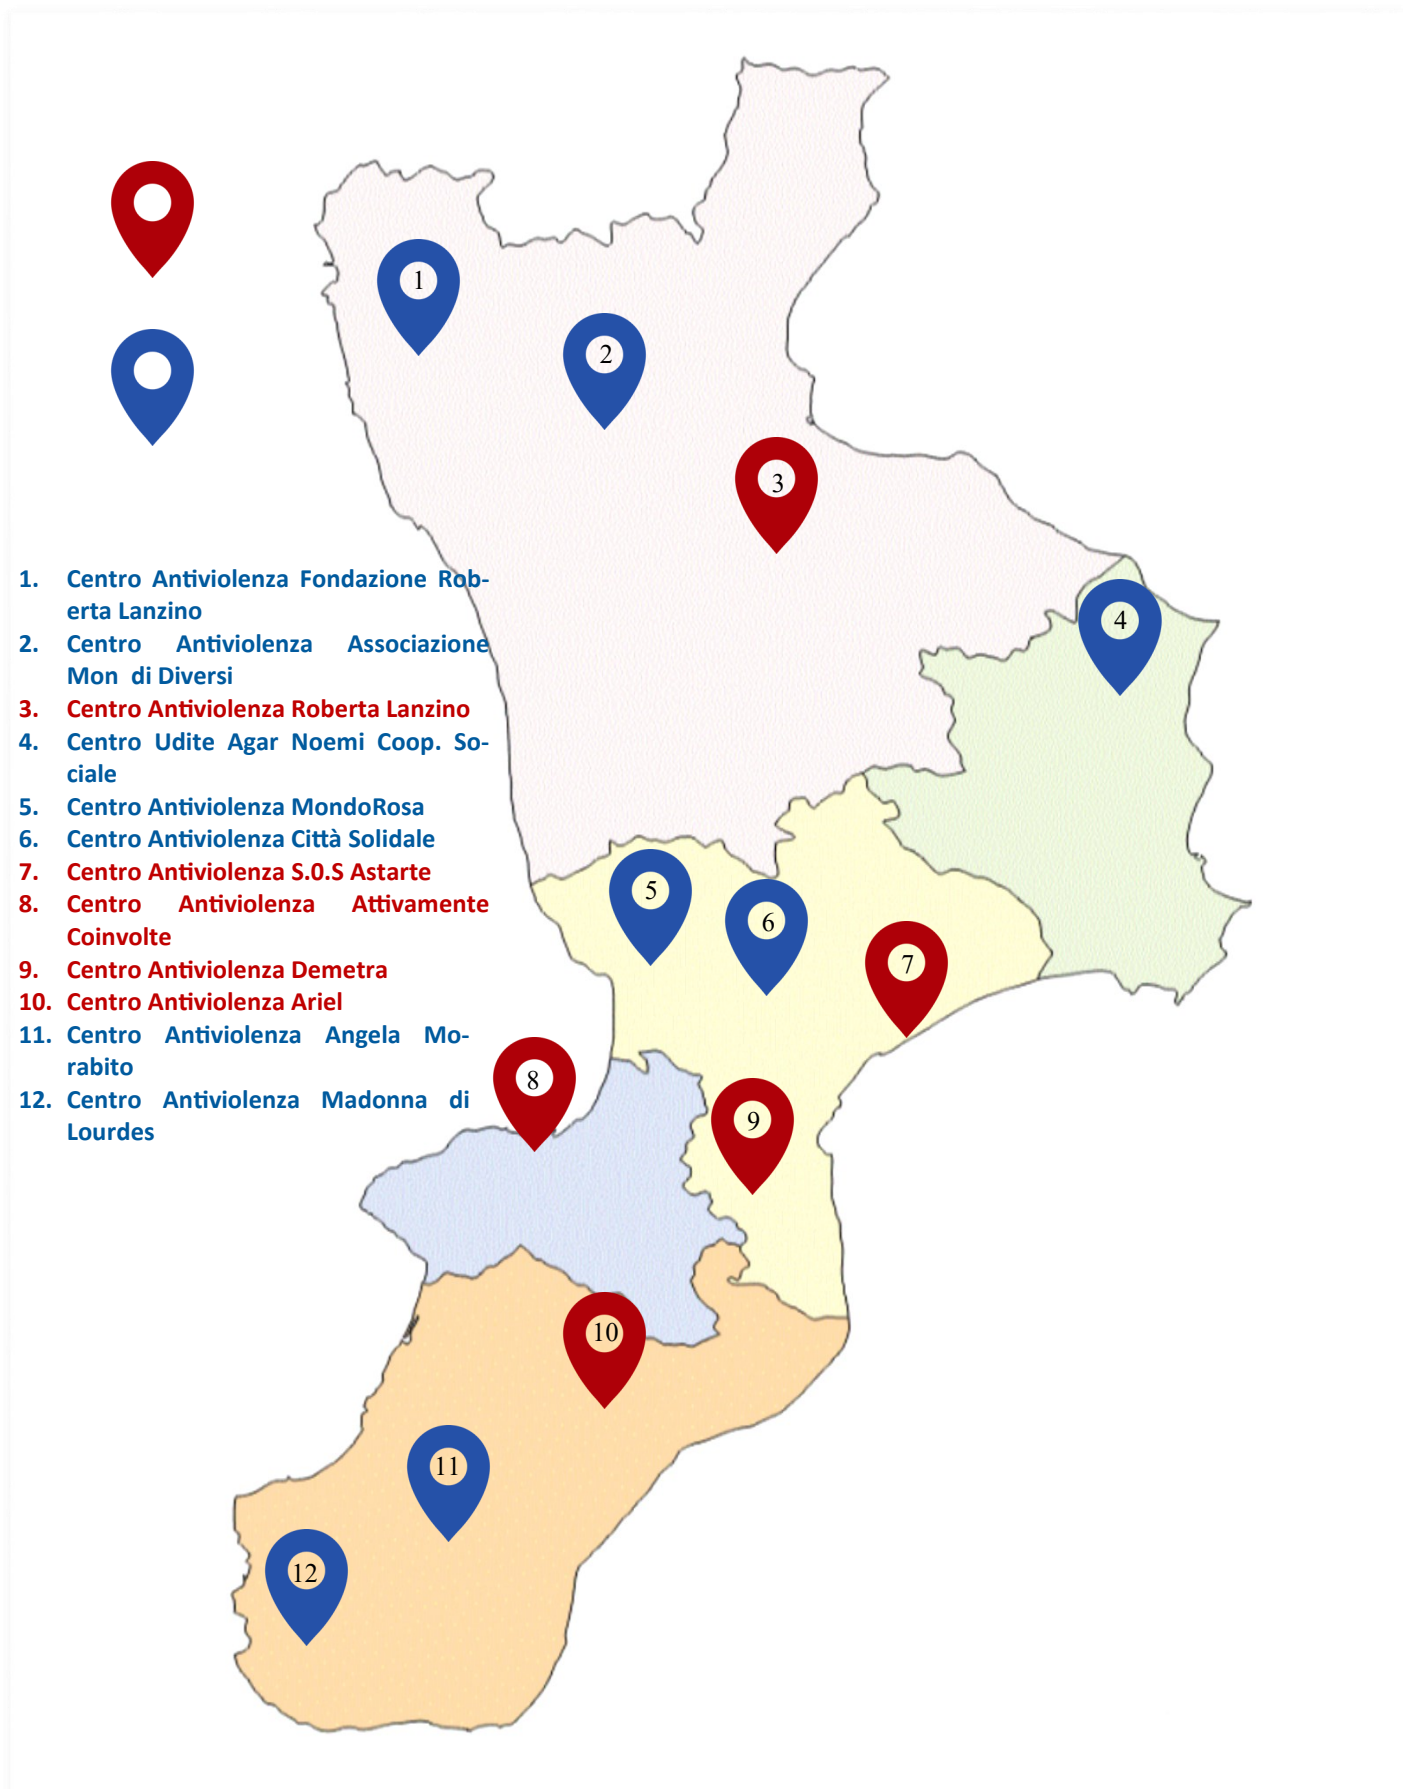 1
2
3
1. Centro Antiviolenza Fondazione Rob-
erta Lanzino
2. Centro Antiviolenza Associazione
Mon di Diversi
3. Centro Antiviolenza Roberta Lanzino
4. Centro Udite Agar Noemi Coop. So-
ciale
5. Centro Antiviolenza MondoRosa
6. Centro Antiviolenza Città Solidale
7. Centro Antiviolenza S.0.S Astarte
8. Centro Antiviolenza Attivamente
Coinvolte
9. Centro Antiviolenza Demetra
10. Centro Antiviolenza Ariel
11. Centro Antiviolenza Angela Mo-
rabito
12. Centro Antiviolenza Madonna di
Lourdes
4
5
6
7
8
9
10
11
12